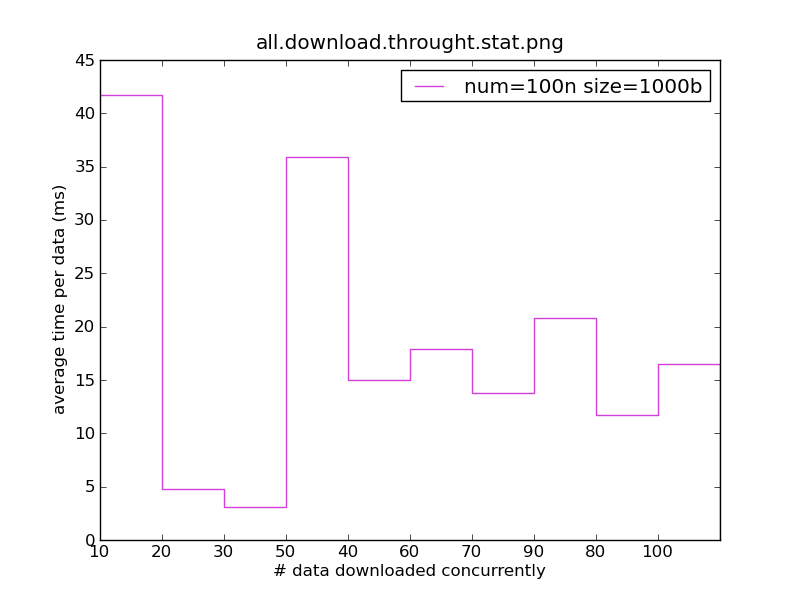 all.download.throught.stat.png
num=100n size=1000b
average time per data (ms)
45
40
35
30
25
20
15
10
5
0
10 20 30 50 40 60 70 90 80 100
# data downloaded concurrently